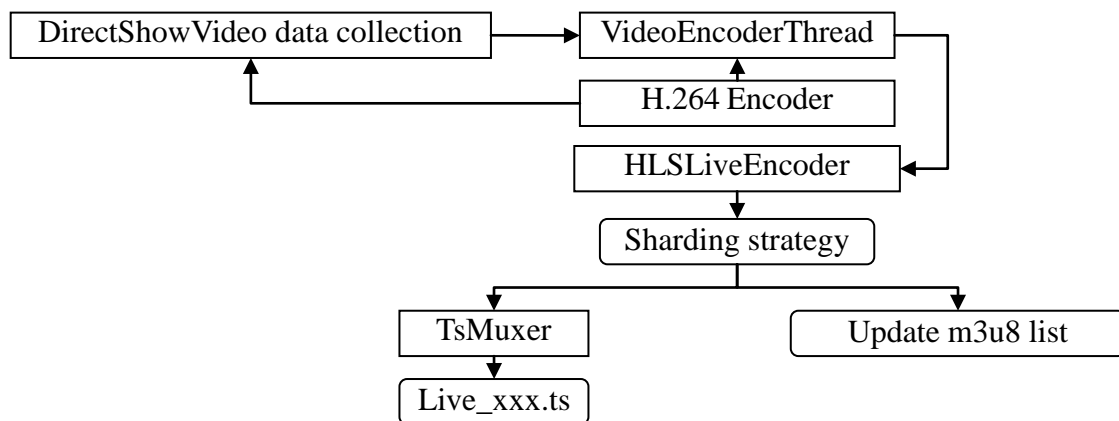 DirectShowVideo data collection
VideoEncoderThread
H.264 Encoder
HLSLiveEncoder
Sharding strategy
TsMuxer
Update m3u8 list
Live_xxx.ts